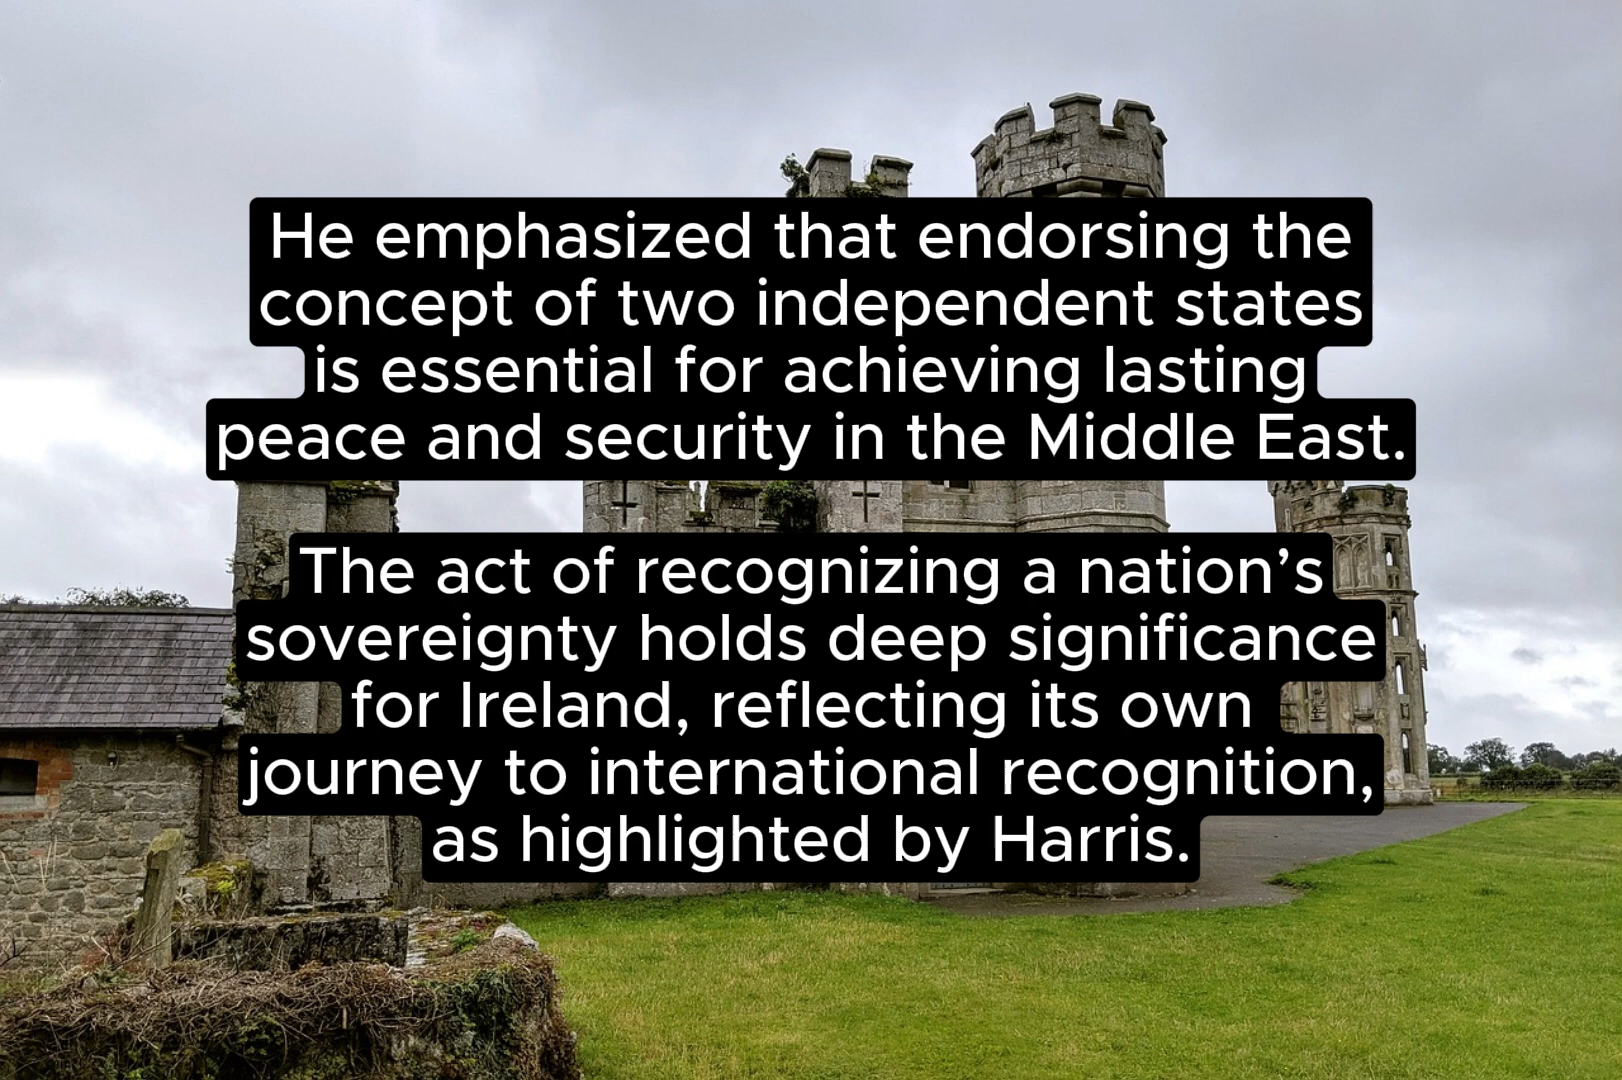 He emphasized that endorsing the
concept of two independent states
is essential for achieving lasting
peace and security in the Middle East.
The act of recognizing a nation’s
sovereignty holds deep significance
for Ireland, reflecting its own
journey to international recognition,
as highlighted by Harris.